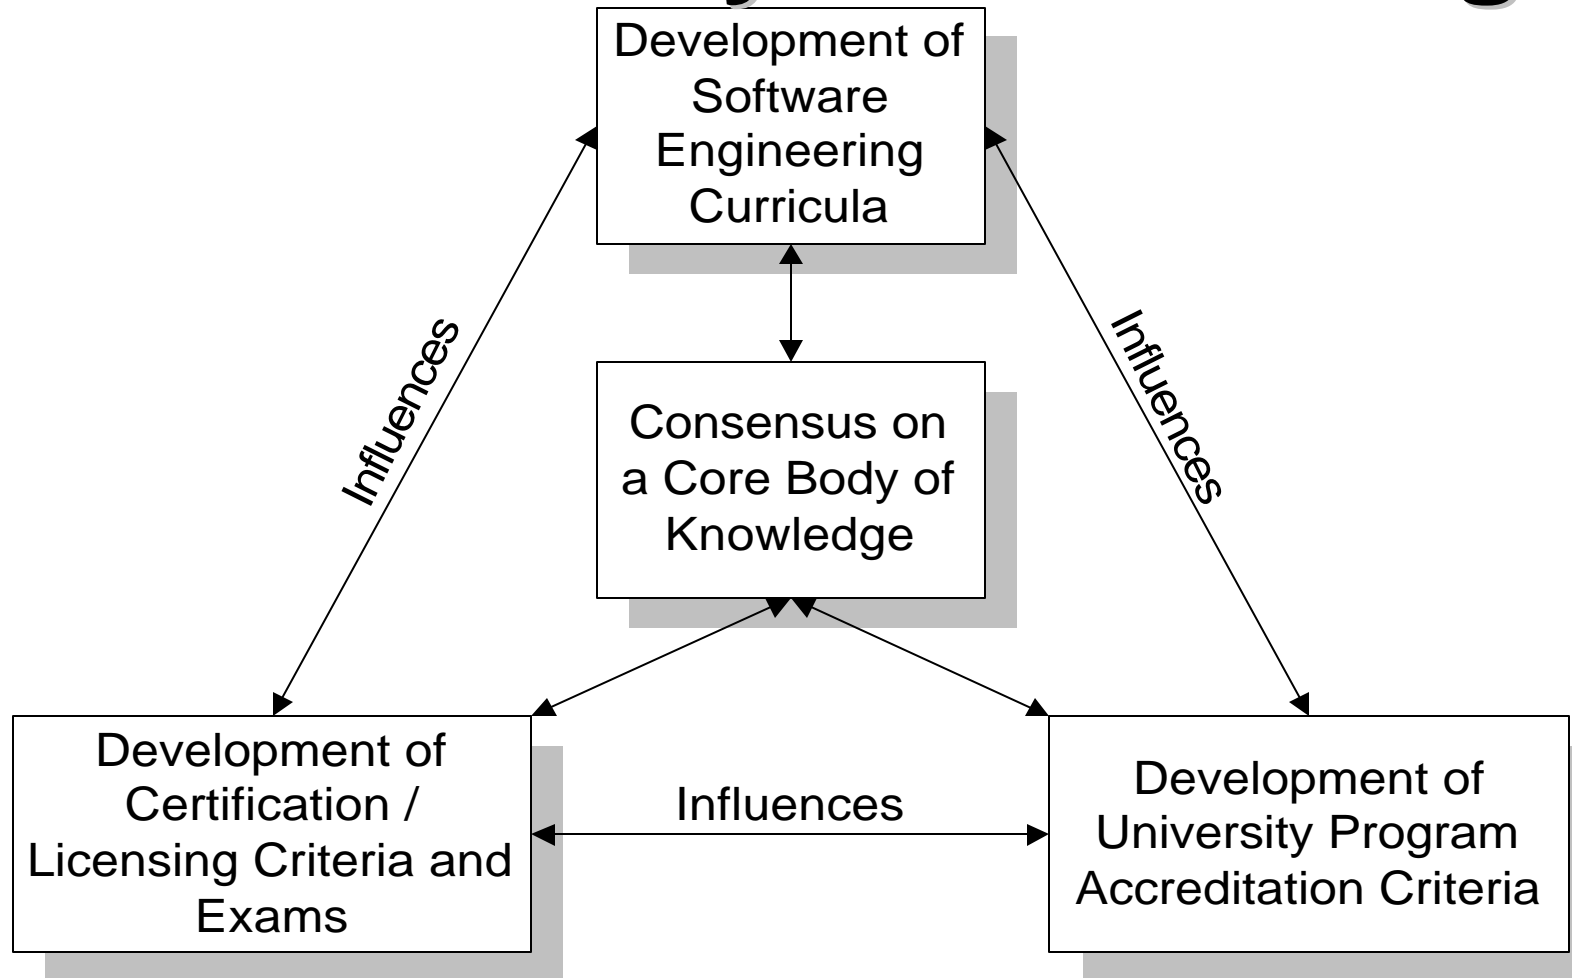 Development of
Software
Engineering
Curricula
Influences
Influences
Consensus on
a Core Body of
Knowledge
Development of
Certification /
Licensing Criteria and
Exams
Influences
Development of
University Program
Accreditation Criteria